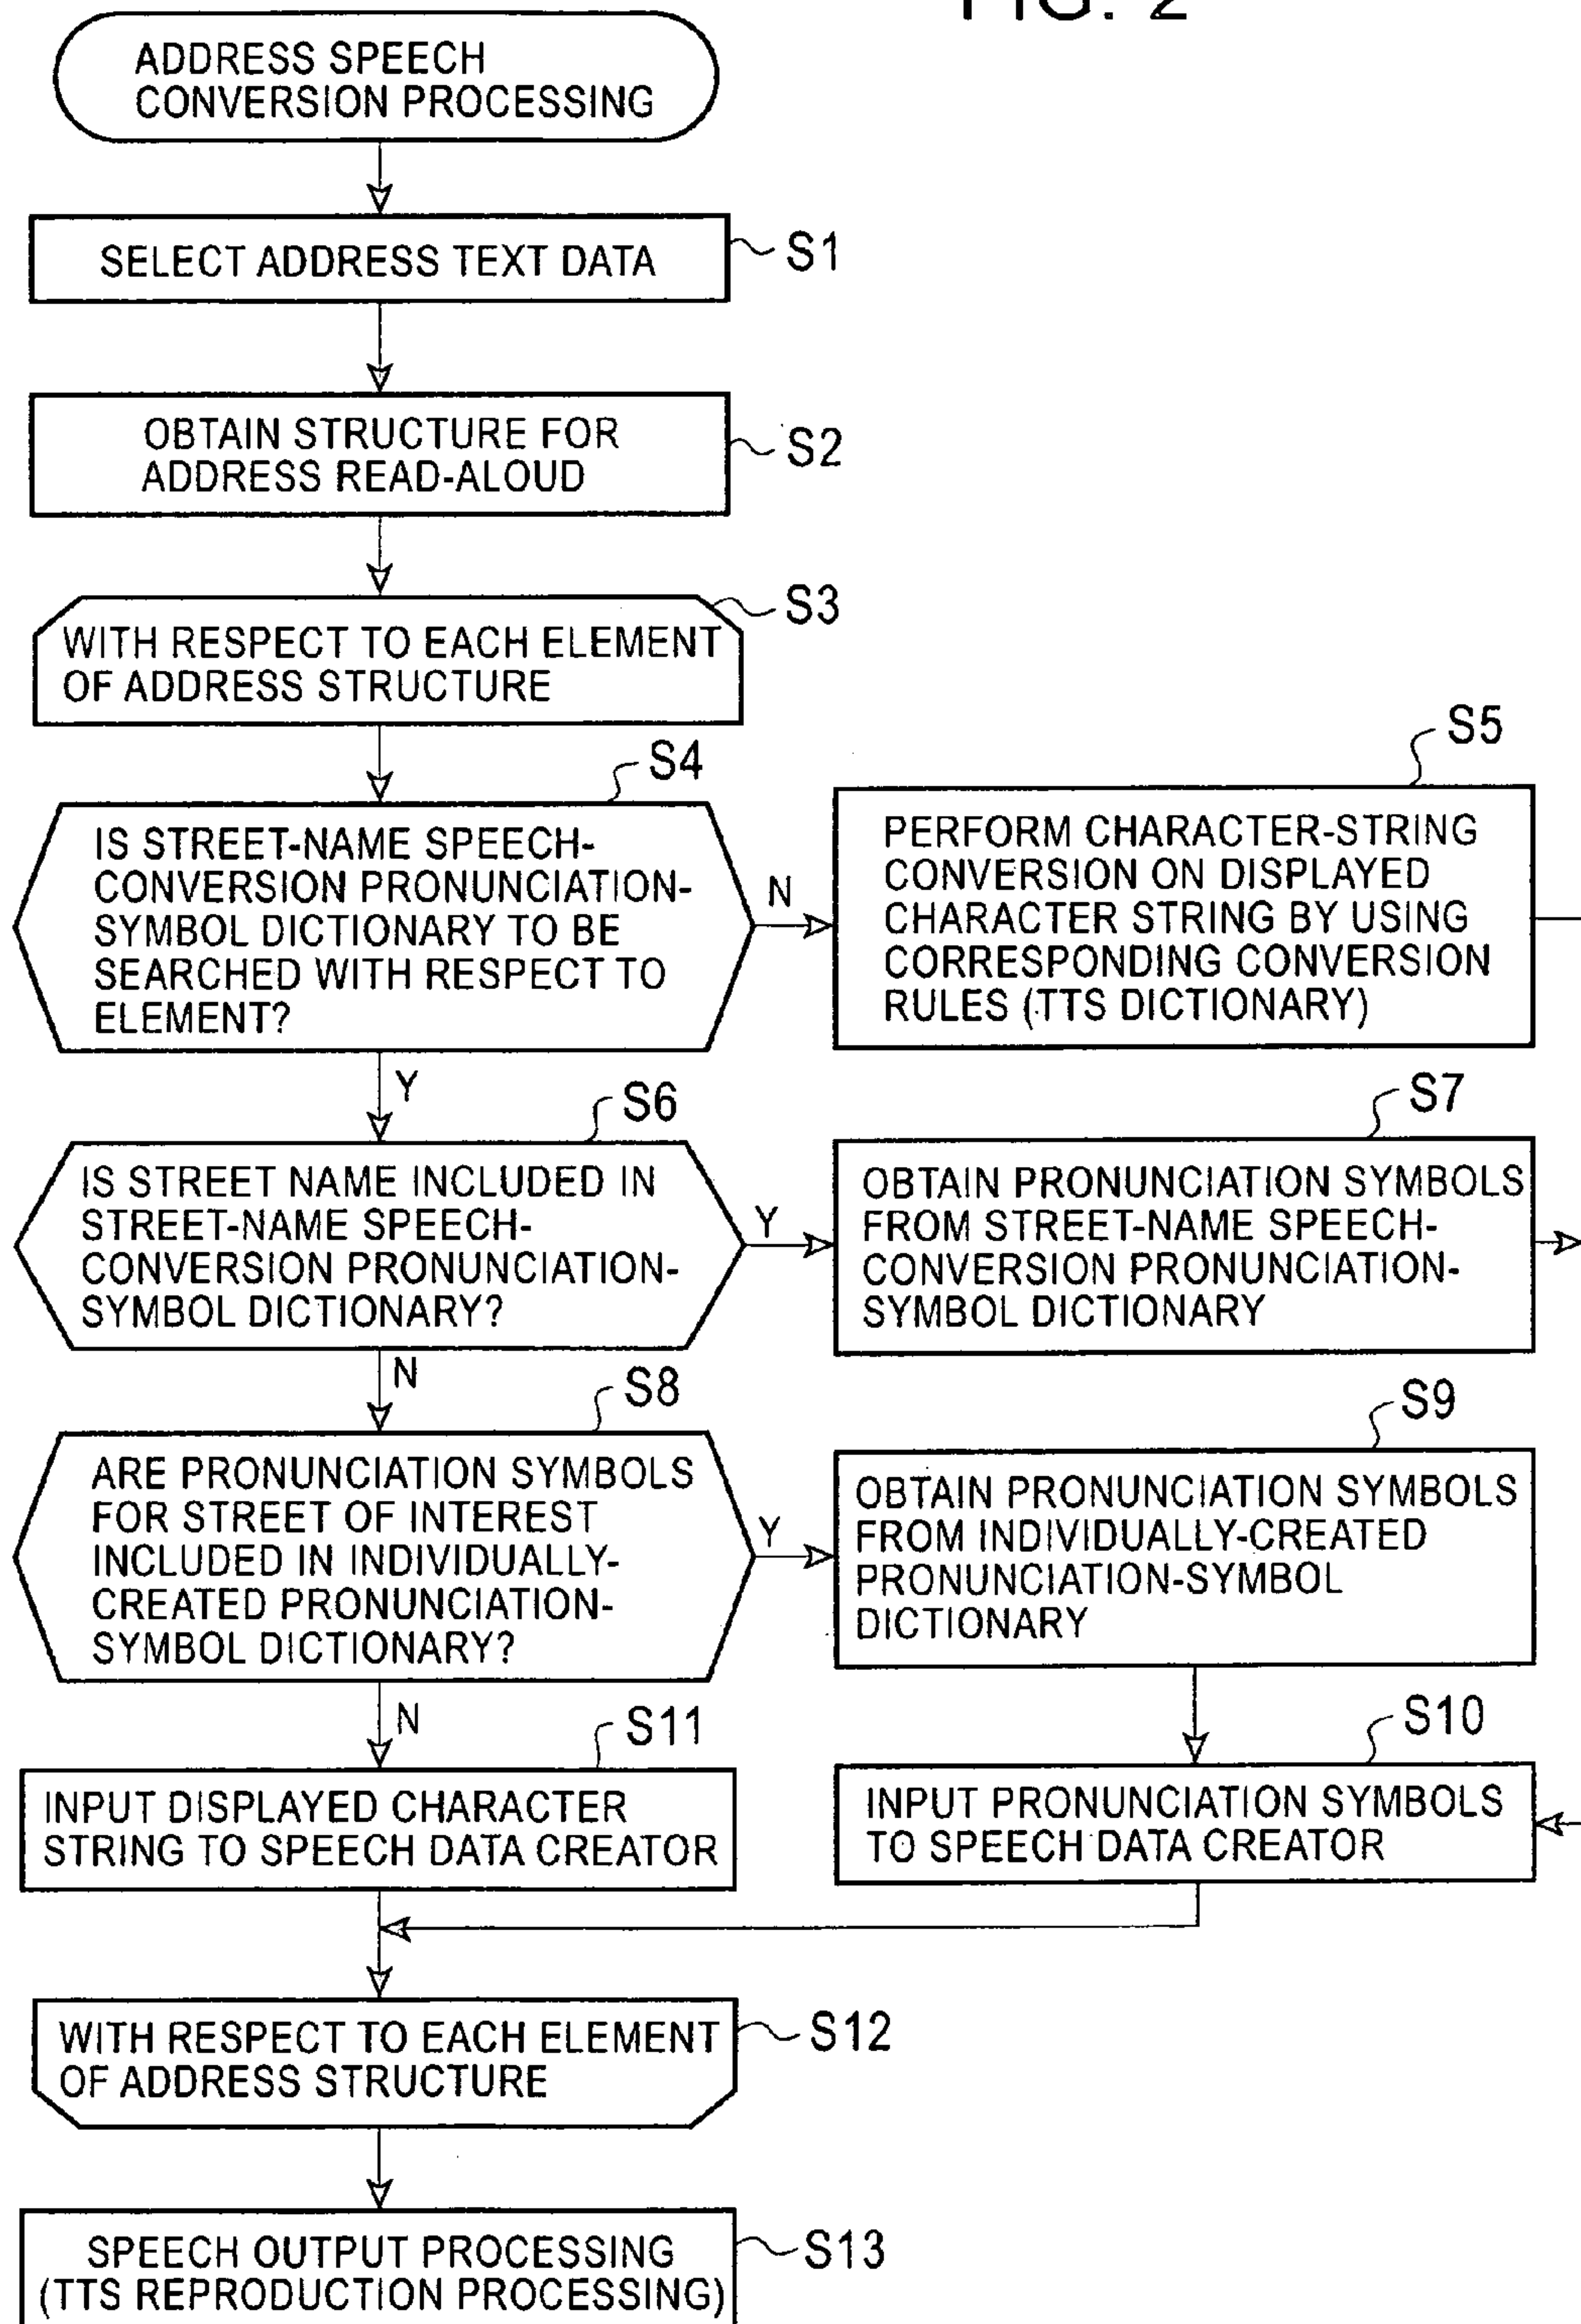 FIG. 2
ADDRESS SPEECH
CONVERSION PROCESSING
SELECT ADDRESS TEXT DATA
S1
OBTAIN STRUCTURE FOR
ADDRESS READ-ALOUD
S2
WITH RESPECT TO EACH ELEMENT
OF ADDRESS STRUCTURE
S3
S4
IS STREET-NAME SPEECH-
CONVERSION PRONUNCIATION-
SYMBOL DICTIONARY TO BE
SEARCHED WITH RESPECT TO
ELEMENT?
N
Y
S5
PERFORM CHARACTER-STRING
CONVERSION ON DISPLAYED
CHARACTER STRING BY USING
CORRESPONDING CONVERSION
RULES (TTS DICTIONARY)
S6
IS STREET NAME INCLUDED IN
STREET-NAME SPEECH-
CONVERSION PRONUNCIATION-
SYMBOL DICTIONARY?
Y
N
S7
OBTAIN PRONUNCIATION SYMBOLS
FROM STREET-NAME SPEECH-
CONVERSION PRONUNCIATION-
SYMBOL DICTIONARY
S8
ARE PRONUNCIATION SYMBOLS
FOR STREET OF INTEREST
INCLUDED IN INDIVIDUALLY-
CREATED PRONUNCIATION-
SYMBOL DICTIONARY?
Y
N
S9
OBTAIN PRONUNCIATION SYMBOLS
FROM INDIVIDUALLY-CREATED
PRONUNCIATION-SYMBOL
DICTIONARY
S11
INPUT DISPLAYED CHARACTER
STRING TO SPEECH DATA CREATOR
S10
INPUT PRONUNCIATION SYMBOLS
TO SPEECH DATA CREATOR
WITH RESPECT TO EACH ELEMENT
OF ADDRESS STRUCTURE
S12
SPEECH OUTPUT PROCESSING
(TTS REPRODUCTION PROCESSING)
S13